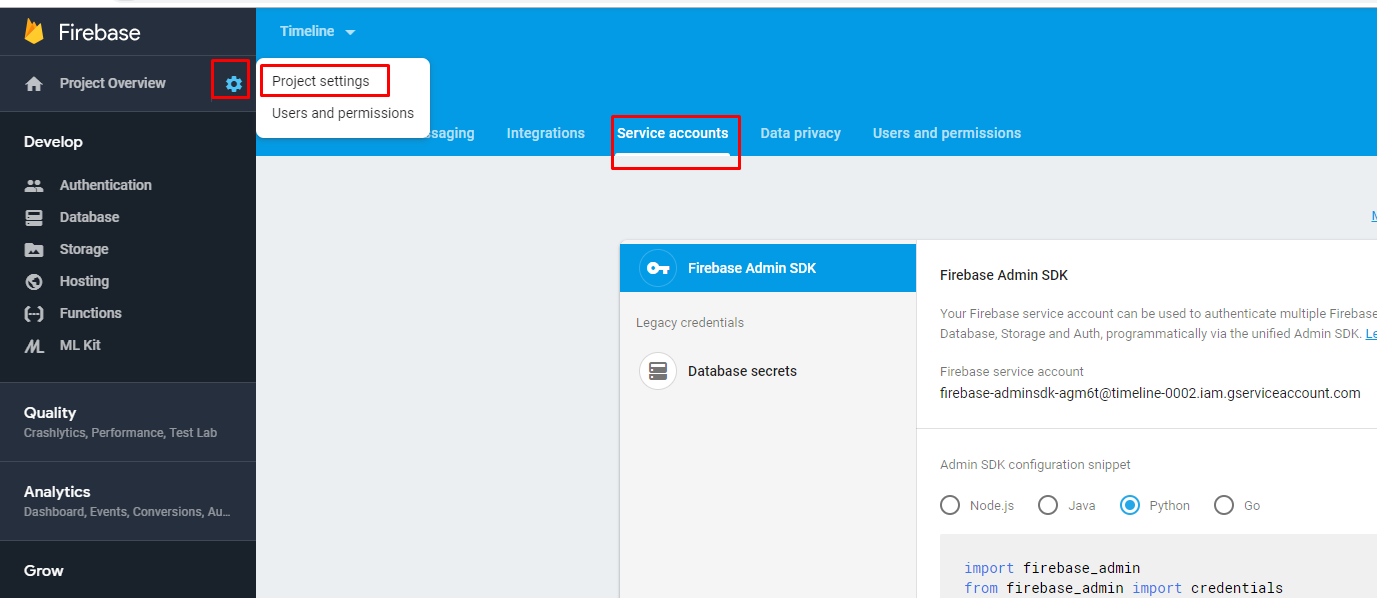 Firebase
Project Overview
Develop
Authentication
Database
Storage
Hosting
Functions
ML Kit
Quality
Crashlytics, Performance, Test Lab
Analytics
Dashboard, Events, Conversions, Au...
Grow
Timeline
Project settings
Users and permissions
ssaging Integrations Service accounts Data privacy Users and permissions
Firebase Admin SDK
Legacy credentials
Database secrets
Firebase Admin SDK
Your Firebase service account can be used to authenticate multiple Firebase
Database, Storage and Auth, programmatically via the unified Admin SDK. Le
Firebase service account
firebase-adminsdk-agm6t@timeline-0002.iam.gserviceaccount.com
Admin SDK configuration snippet
Node.js Java Python Go
import firebase_admin
from firebase_admin import credentials